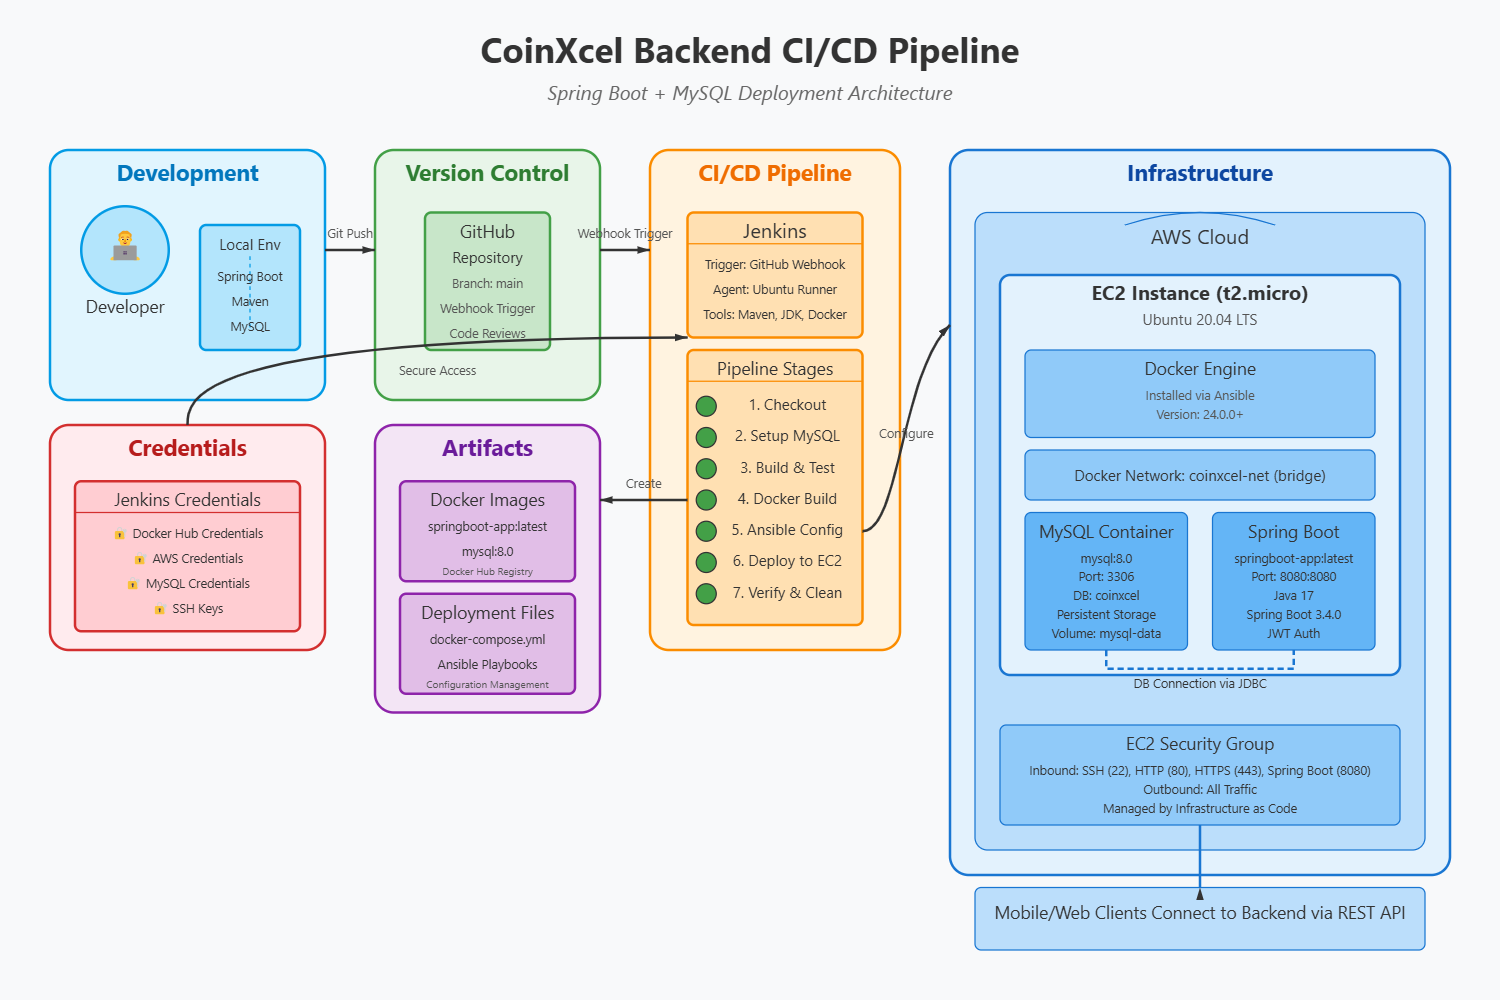 CoinXcel Backend CI/CD Pipeline
Spring Boot + MySQL Deployment Architecture
Development
Developer
Local Env
Spring Boot
Maven
MySQL
Git Push
Version Control
GitHub
Repository
Branch: main
Webhook Trigger
Code Reviews
Secure Access
Webhook Trigger
CI/CD Pipeline
Jenkins
Trigger: GitHub Webhook
Agent: Ubuntu Runner
Tools: Maven, JDK, Docker
Pipeline Stages
1. Checkout
2. Setup MySQL
3. Build & Test
4. Docker Build
5. Ansible Config
6. Deploy to EC2
7. Verify & Clean
Configure
Create
Credentials
Jenkins Credentials
Docker Hub Credentials
AWS Credentials
MySQL Credentials
SSH Keys
Artifacts
Docker Images
springboot-app:latest
mysql:8.0
Docker Hub Registry
Deployment Files
docker-compose.yml
Ansible Playbooks
Configuration Management
Infrastructure
AWS Cloud
EC2 Instance (t2.micro)
Ubuntu 20.04 LTS
Docker Engine
Installed via Ansible
Version: 24.0.0+
Docker Network: coinxcel-net (bridge)
MySQL Container
mysql:8.0
Port: 3306
DB: coinxcel
Persistent Storage
Volume: mysql-data
Spring Boot
springboot-app:latest
Port: 8080:8080
Java 17
Spring Boot 3.4.0
JWT Auth
DB Connection via JDBC
EC2 Security Group
Inbound: SSH (22), HTTP (80), HTTPS (443), Spring Boot (8080)
Outbound: All Traffic
Managed by Infrastructure as Code
Mobile/Web Clients Connect to Backend via REST API